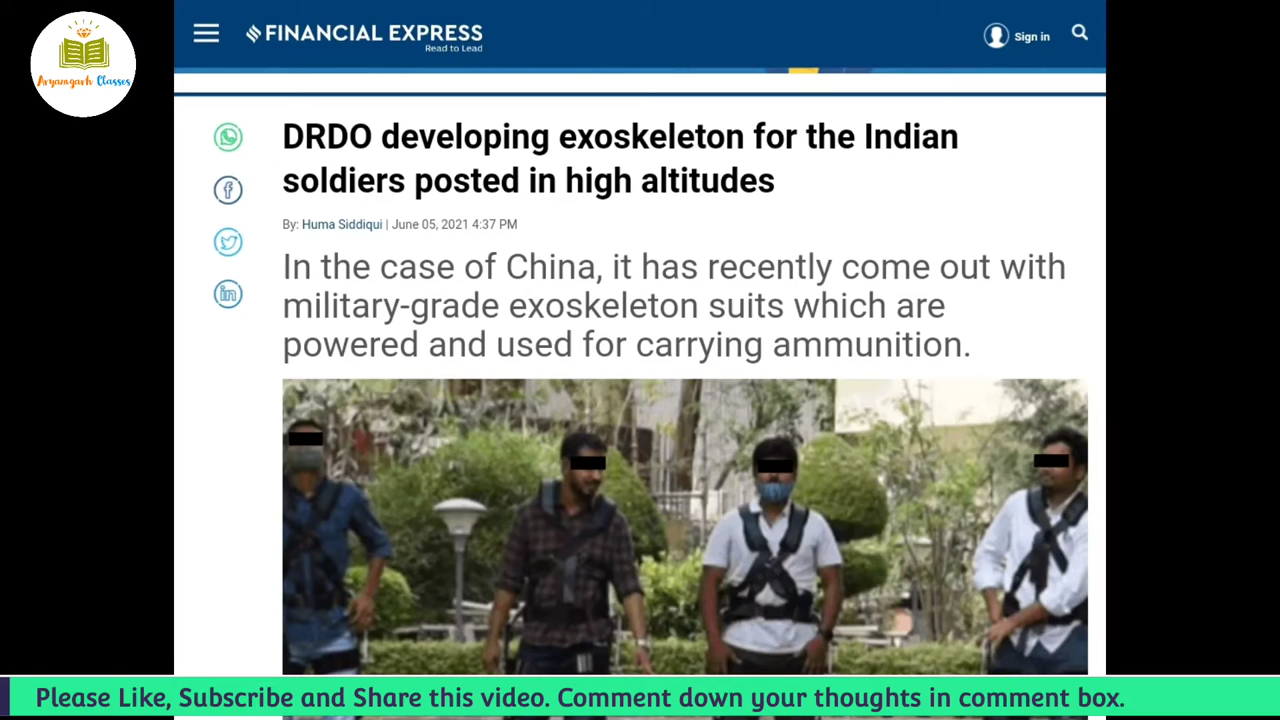 FINANCIAL EXPRESS
Read to Lead
Sign in
Aryamgarh Classes
DRDO developing exoskeleton for the Indian
soldiers posted in high altitudes
By: Huma Siddiqui | June 05, 2021 4:37 PM
In the case of China, it has recently come out with
military-grade exoskeleton suits which are
powered and used for carrying ammunition.
Please Like, Subscribe and Share this video. Comment down your thoughts in comment box.